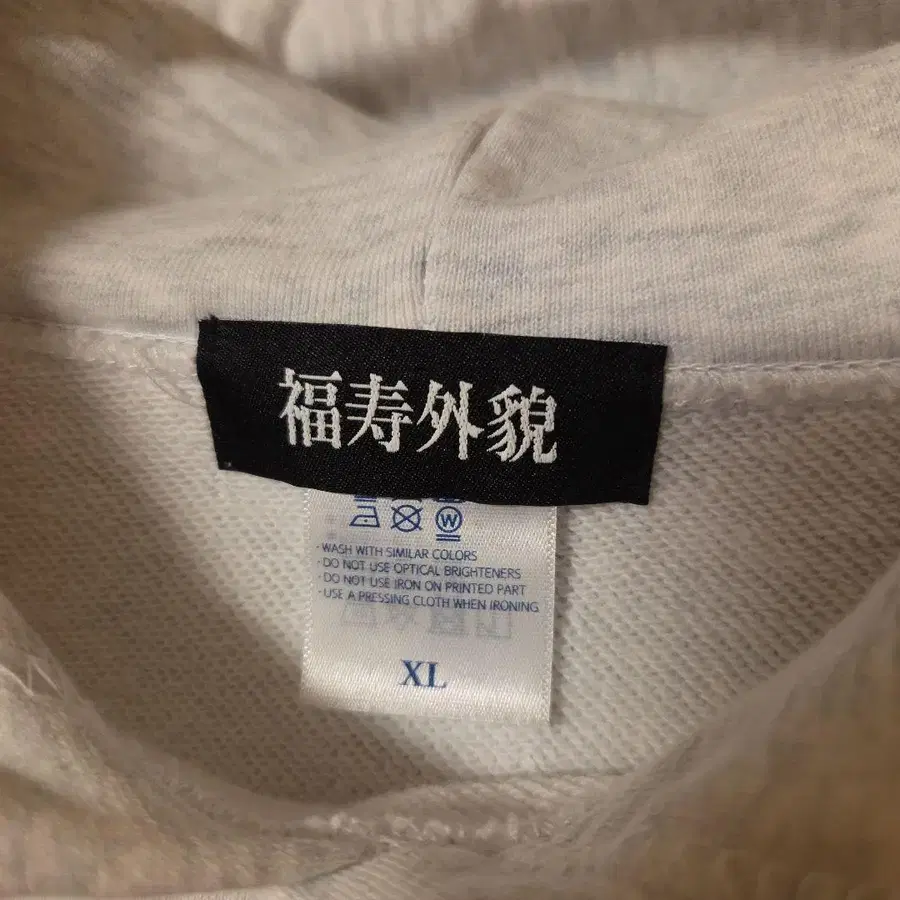 福寿外貌
W
· WASH WITH SIMILAR COLORS
· DO NOT USE OPTICAL BRIGHTENERS
· DO NOT USE IRON ON PRINTED PART
· USE A PRESSING CLOTH WHEN IRONING
XL